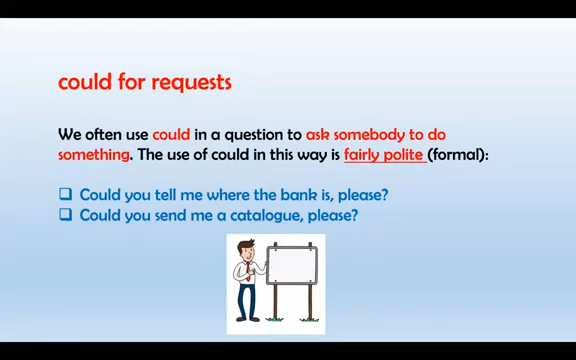 could for requests
We often use could in a question to ask somebody to do
something. The use of could in this way is fairly polite (formal):
Could you tell me where the bank is, please?
Could you send me a catalogue, please?